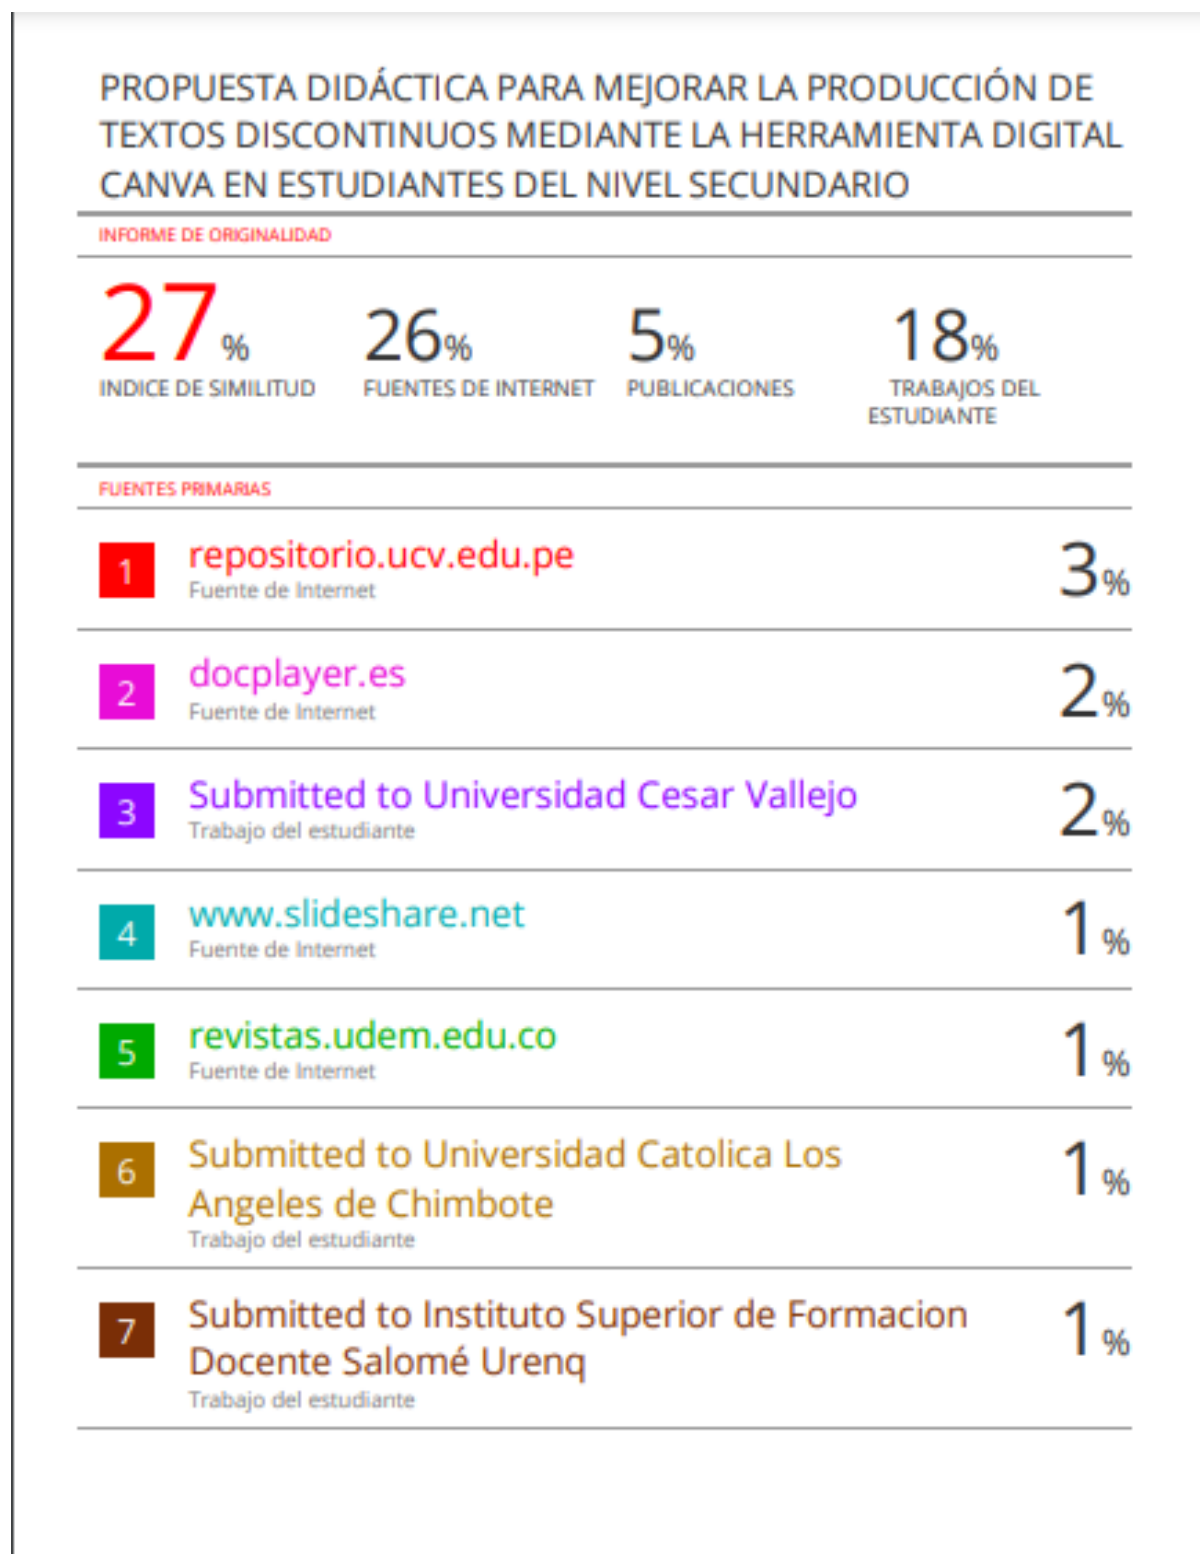 PROPUESTA DIDÁCTICA PARA MEJORAR LA PRODUCCIÓN DE
TEXTOS DISCONTINUOS MEDIANTE LA HERRAMIENTA DIGITAL
CANVA EN ESTUDIANTES DEL NIVEL SECUNDARIO
INFORME DE ORIGINALIDAD
27% 26% 5% 18%
INDICE DE SIMILITUD FUENTES DE INTERNET PUBLICACIONES TRABAJOS DEL
ESTUDIANTE
FUENTES PRIMARIAS
1 repositorio.ucv.edu.pe 3%
Fuente de Internet
2 docplayer.es 2%
Fuente de Internet
3 Submitted to Universidad Cesar Vallejo 2%
Trabajo del estudiante
4 www.slideshare.net 1%
Fuente de Internet
5 revistas.udem.edu.co 1%
Fuente de Internet
6 Submitted to Universidad Catolica Los 1%
Angeles de Chimbote
Trabajo del estudiante
7 Submitted to Instituto Superior de Formacion 1%
Docente Salomé Urenq
Trabajo del estudiante